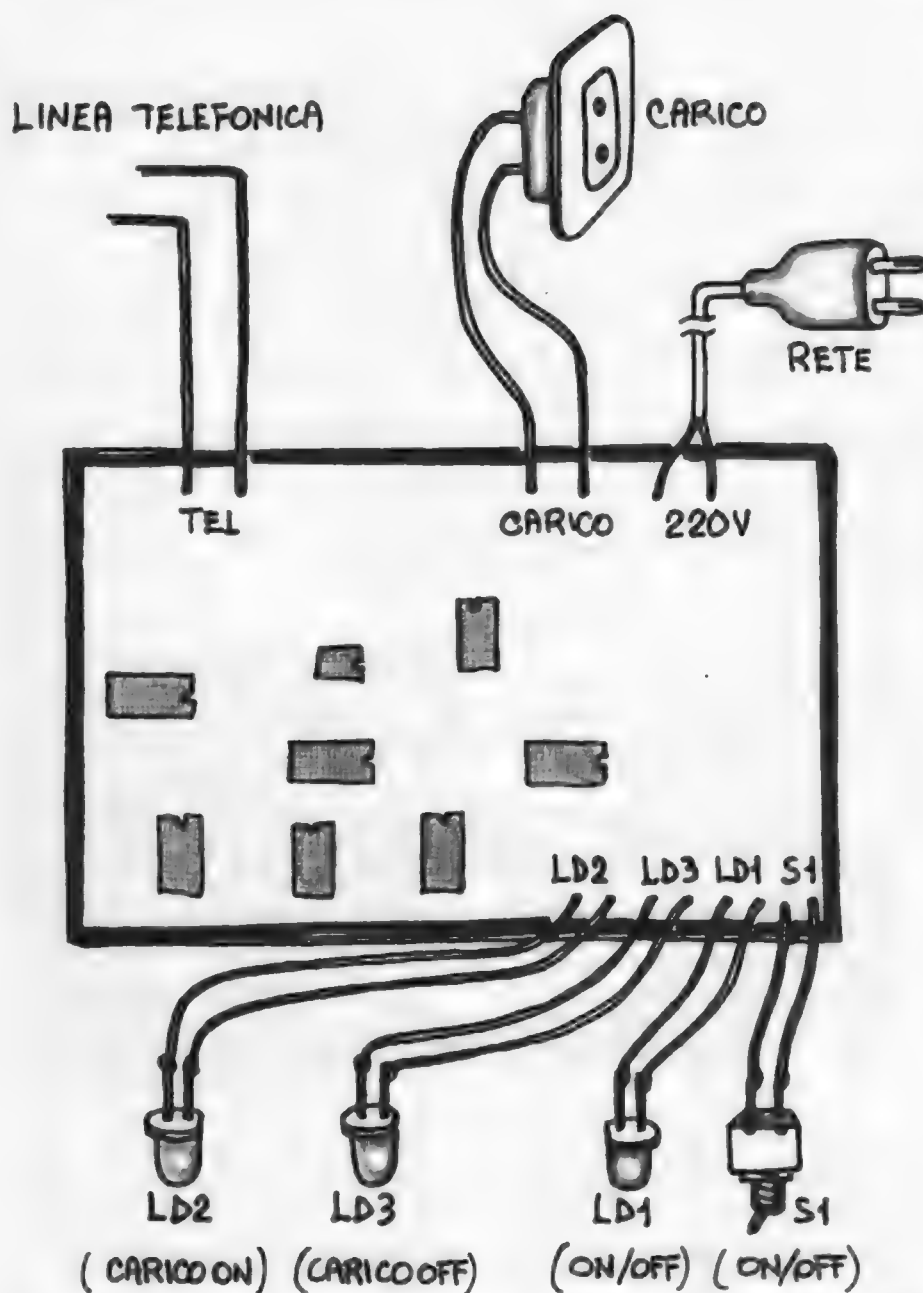 LINEA TELEFONICA
CARICO
RETE
TEL
CARICO
220V
LD2
LD3
LD1
S1
LD2
LD3
LD1
S1
(CARICO ON)
(CARICO OFF)
(ON/OFF)
(ON/OFF)